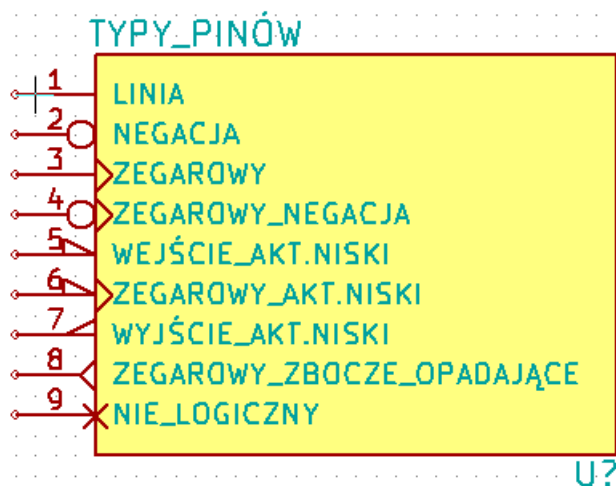 TYPY_PINÓW
1 LINIA
2 NEGACJA
3 ZEGAROWY
4 ZEGAROWY_NEGACJA
5 WEJŚCIE_AKT.NISKI
6 ZEGAROWY_AKT.NISKI
7 WYJŚCIE_AKT.NISKI
8 ZEGAROWY_ZBOCZE_OPADAJĄCE
9 NIE_LOGICZNY
U?